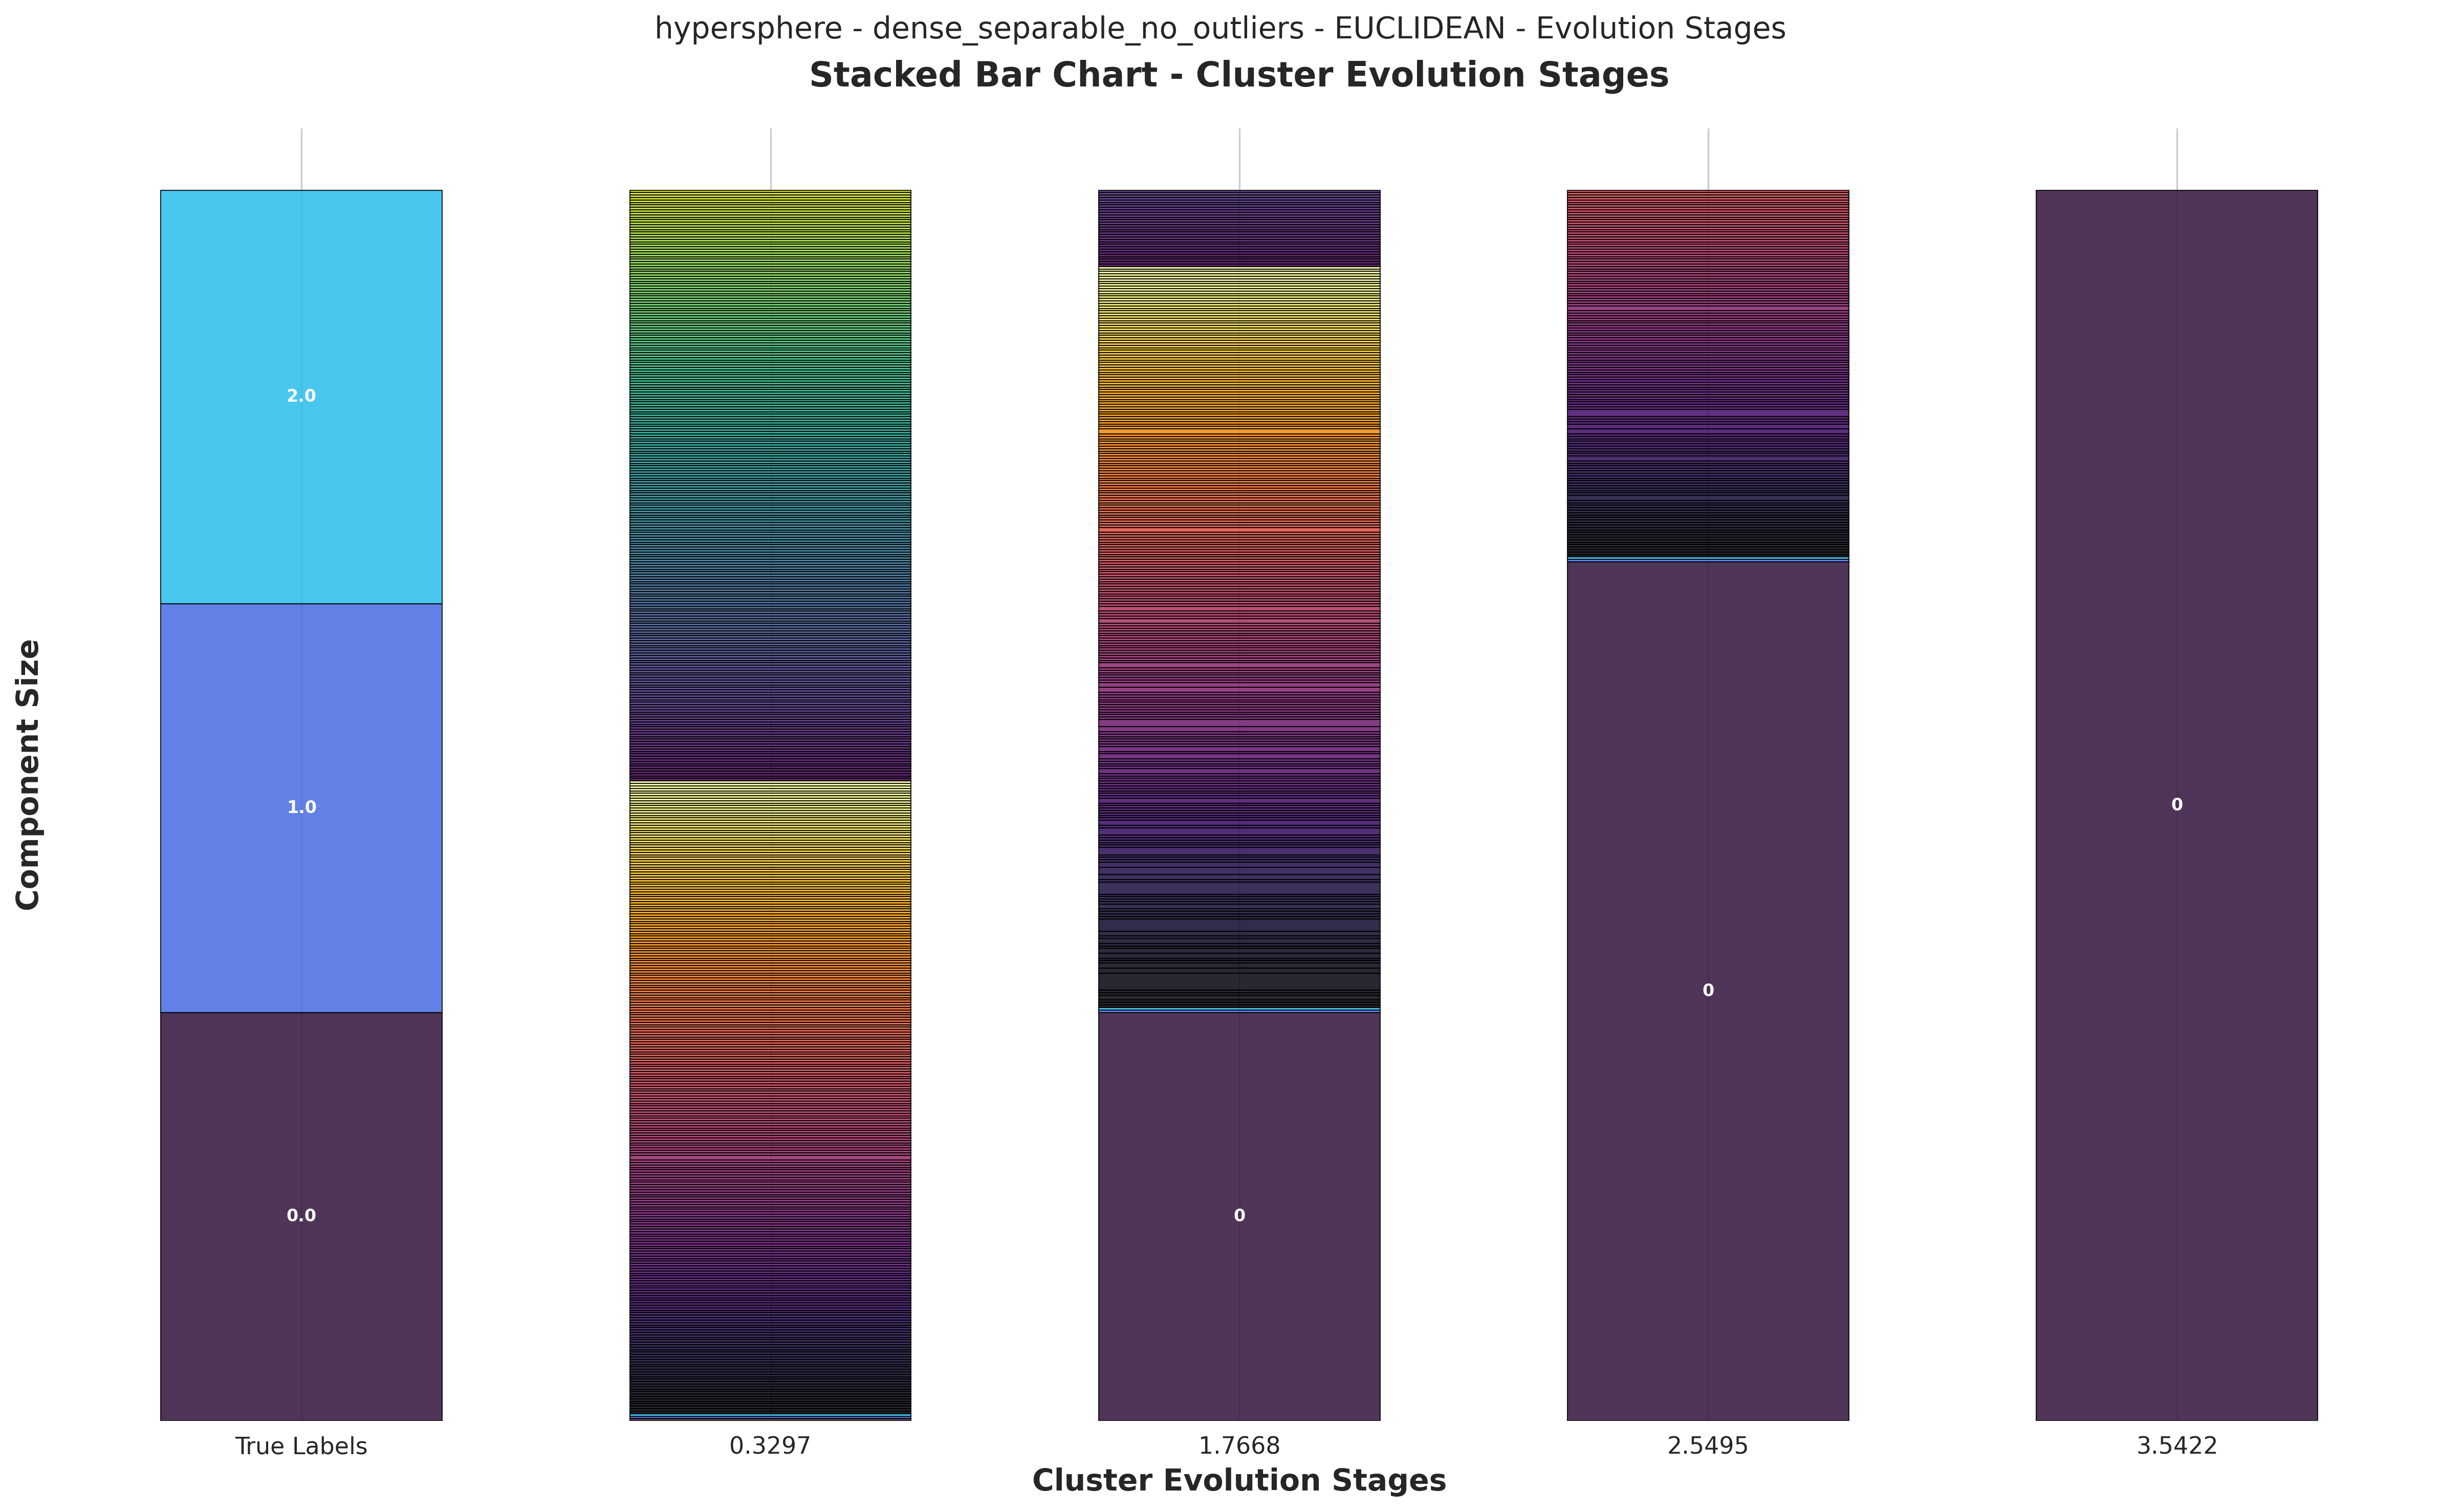 hypersphere - dense_separable_no_outliers - EUCLIDEAN - Evolution Stages
Stacked Bar Chart - Cluster Evolution Stages
Component Size
2.0
1.0
0.0
0
0
0
True Labels
0.3297
1.7668
2.5495
3.5422
Cluster Evolution Stages